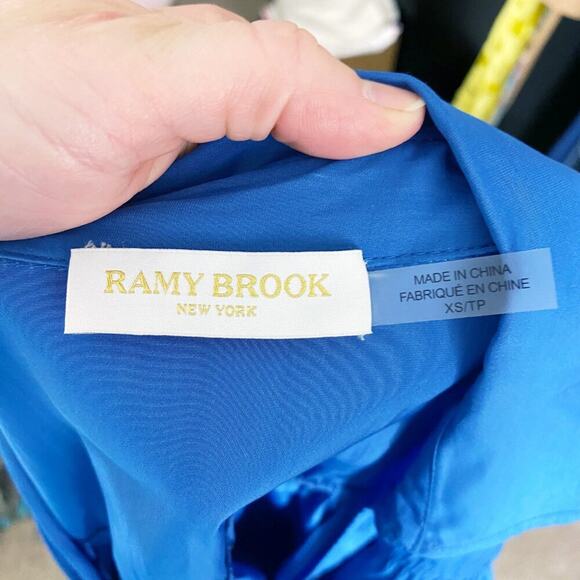 RAMY BROOK
NEW YORK
MADE IN CHINA
FABRIQUÉ EN CHINE
XS/TP